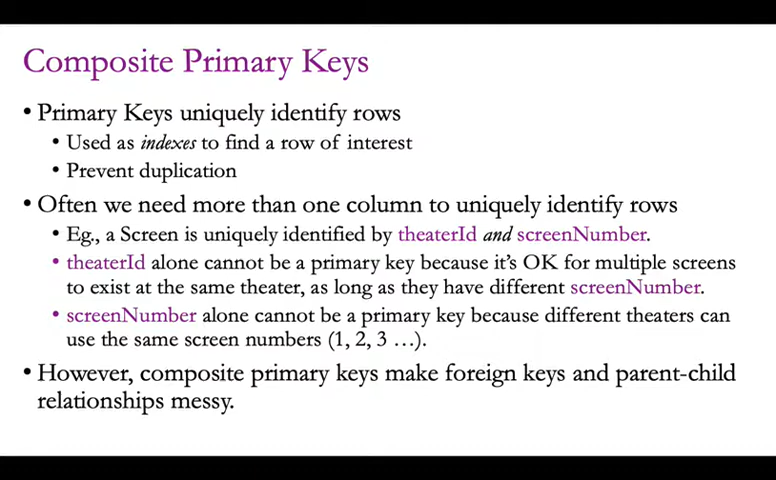 Composite Primary Keys
• Primary Keys uniquely identify rows
• Used as indexes to find a row of interest
• Prevent duplication
• Often we need more than one column to uniquely identify rows
• Eg., a Screen is uniquely identified by theaterId and screenNumber.
• theaterId alone cannot be a primary key because it's OK for multiple screens
to exist at the same theater, as long as they have different screenNumber.
• screenNumber alone cannot be a primary key because different theaters can
use the same screen numbers (1, 2, 3 …).
• However, composite primary keys make foreign keys and parent-child
relationships messy.